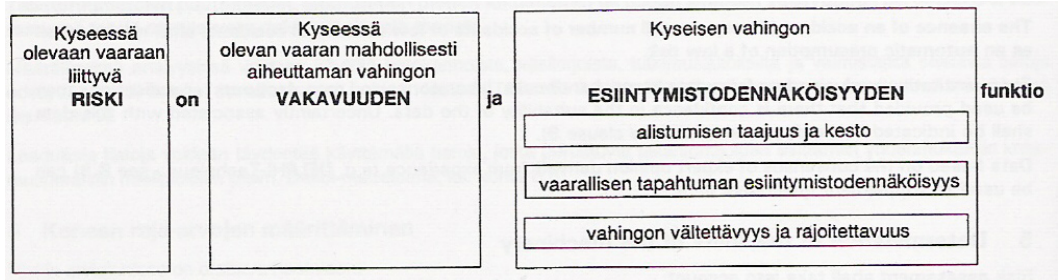 Kyseessä
olevaan vaaraan
liittyvä
RISKI
on
Kyseessä
olevan vaaran mahdollisesti
aiheuttaman vahingon
VAKAVUUDEN
ja
Kyseisen vahingon
ESIINTYMISTODENNÄKÖISYYDEN
alistumisen taajuus ja kesto
vaarallisen tapahtuman esiintymistodennäköisyys
vahingon vältettävyys ja rajoitettavuus
funktio